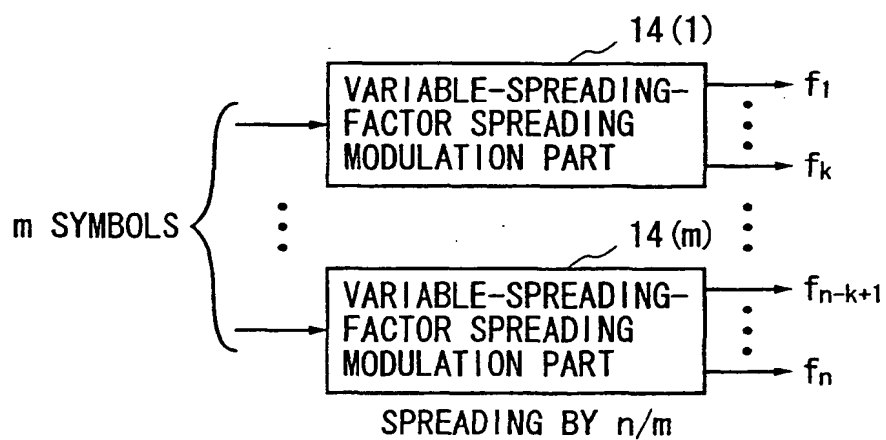 14(1)
VARIABLE-SPREADING-
FACTOR SPREADING
MODULATION PART
f1
fk
m SYMBOLS
14(m)
VARIABLE-SPREADING-
FACTOR SPREADING
MODULATION PART
fn-k+1
fn
SPREADING BY n/m